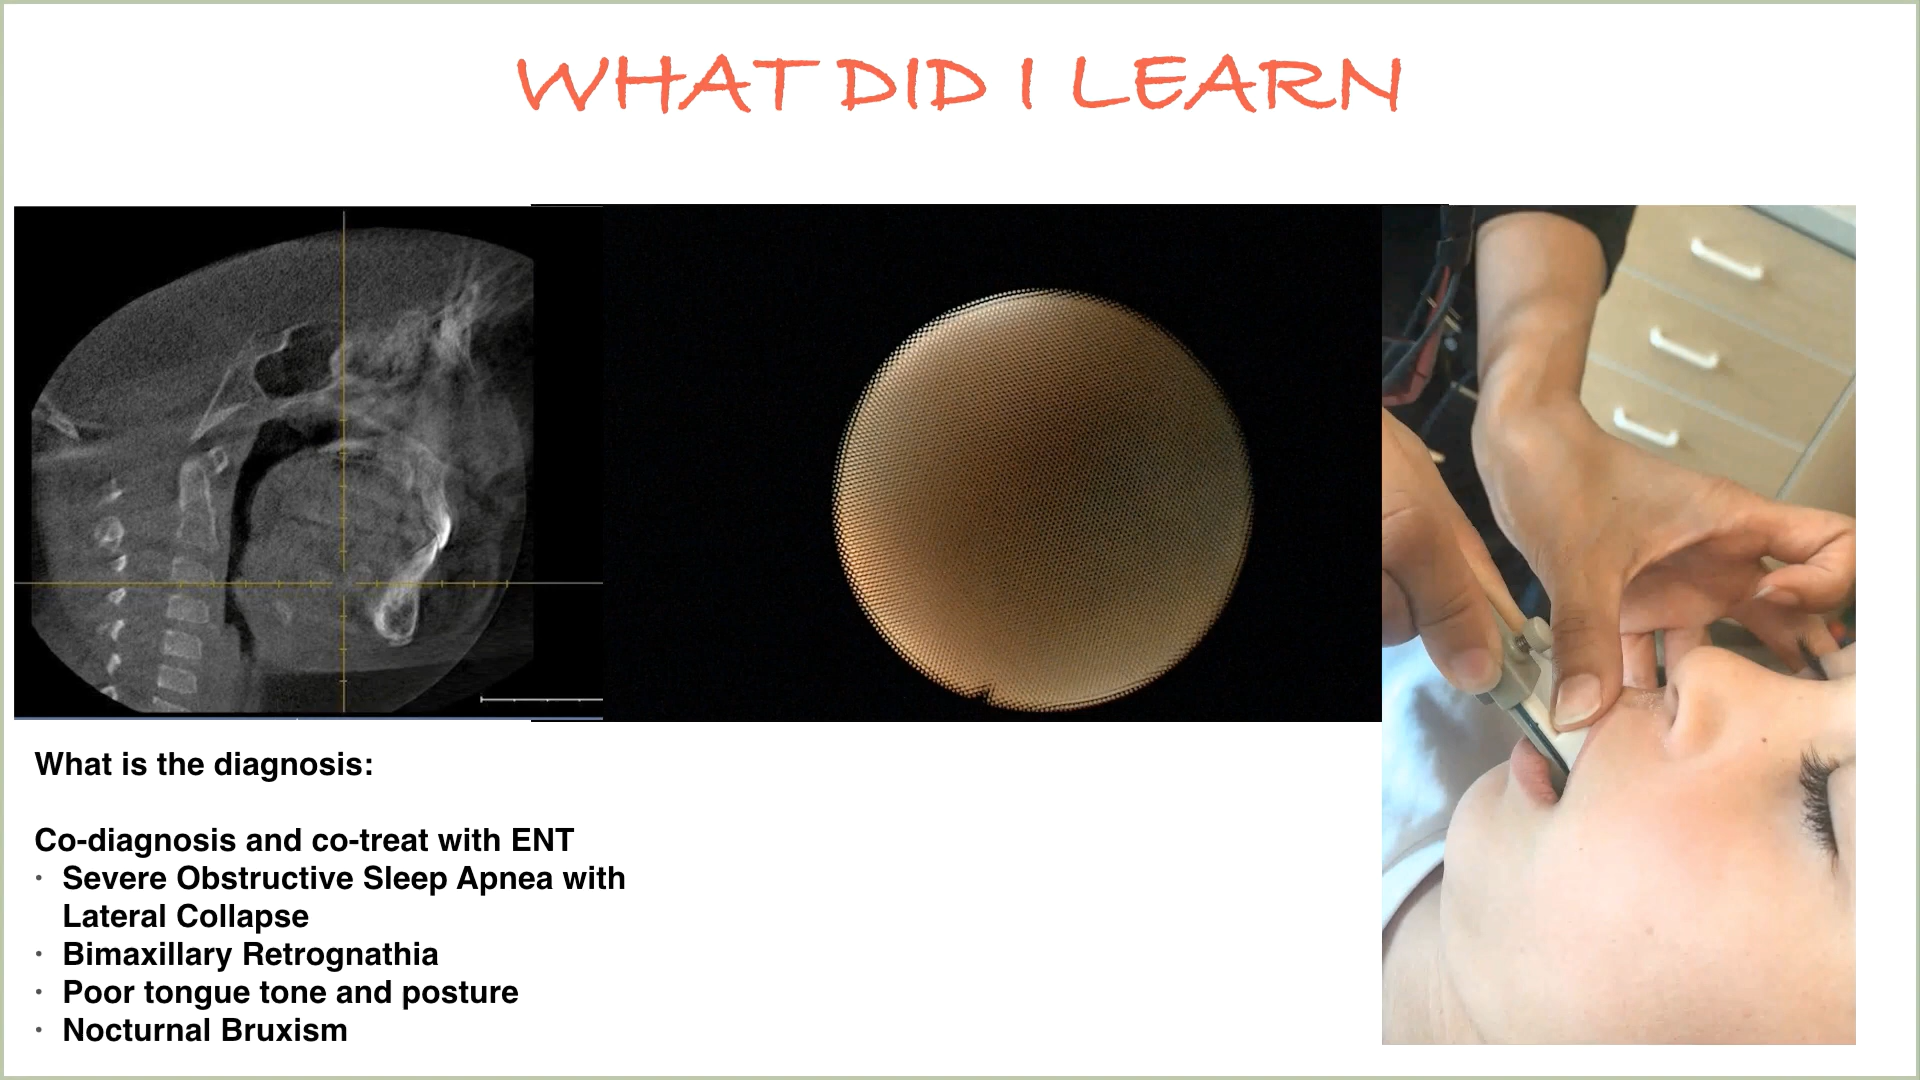 WHAT DID I LEARN
What is the diagnosis:
Co-diagnosis and co-treat with ENT
· Severe Obstructive Sleep Apnea with
Lateral Collapse
· Bimaxillary Retrognathia
· Poor tongue tone and posture
· Nocturnal Bruxism